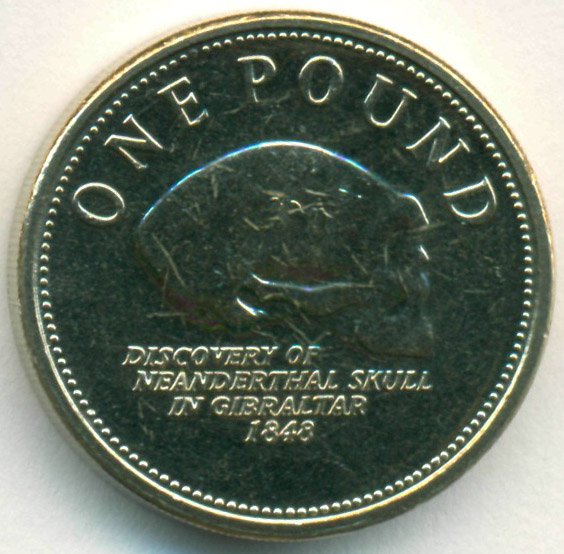 ONE POUND
DISCOVERY OF
NEANDERTHAL SKULL
IN GIBRALTAR
1848